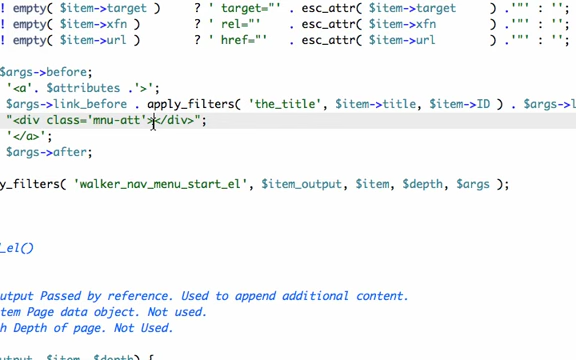 ! empty( $item->target ) ? ' target="' . esc_attr( $item->target ) .'"' : '';
! empty( $item->xfn ) ? ' rel="' . esc_attr( $item->xfn ) .'"' : '';
! empty( $item->url ) ? ' href="' . esc_attr( $item->url ) .'"' : '';
$args->before;
'<a'. $attributes .'>';
$args->link_before . apply_filters( 'the_title', $item->title, $item->ID ) . $args->l
"<div class='mnu-att'></div>";
'</a>';
$args->after;
y_filters( 'walker_nav_menu_start_el', $item_output, $item, $depth, $args );
_el()
utput Passed by reference. Used to append additional content.
tem Page data object. Not used.
h Depth of page. Not Used.
output, $item, $depth) {